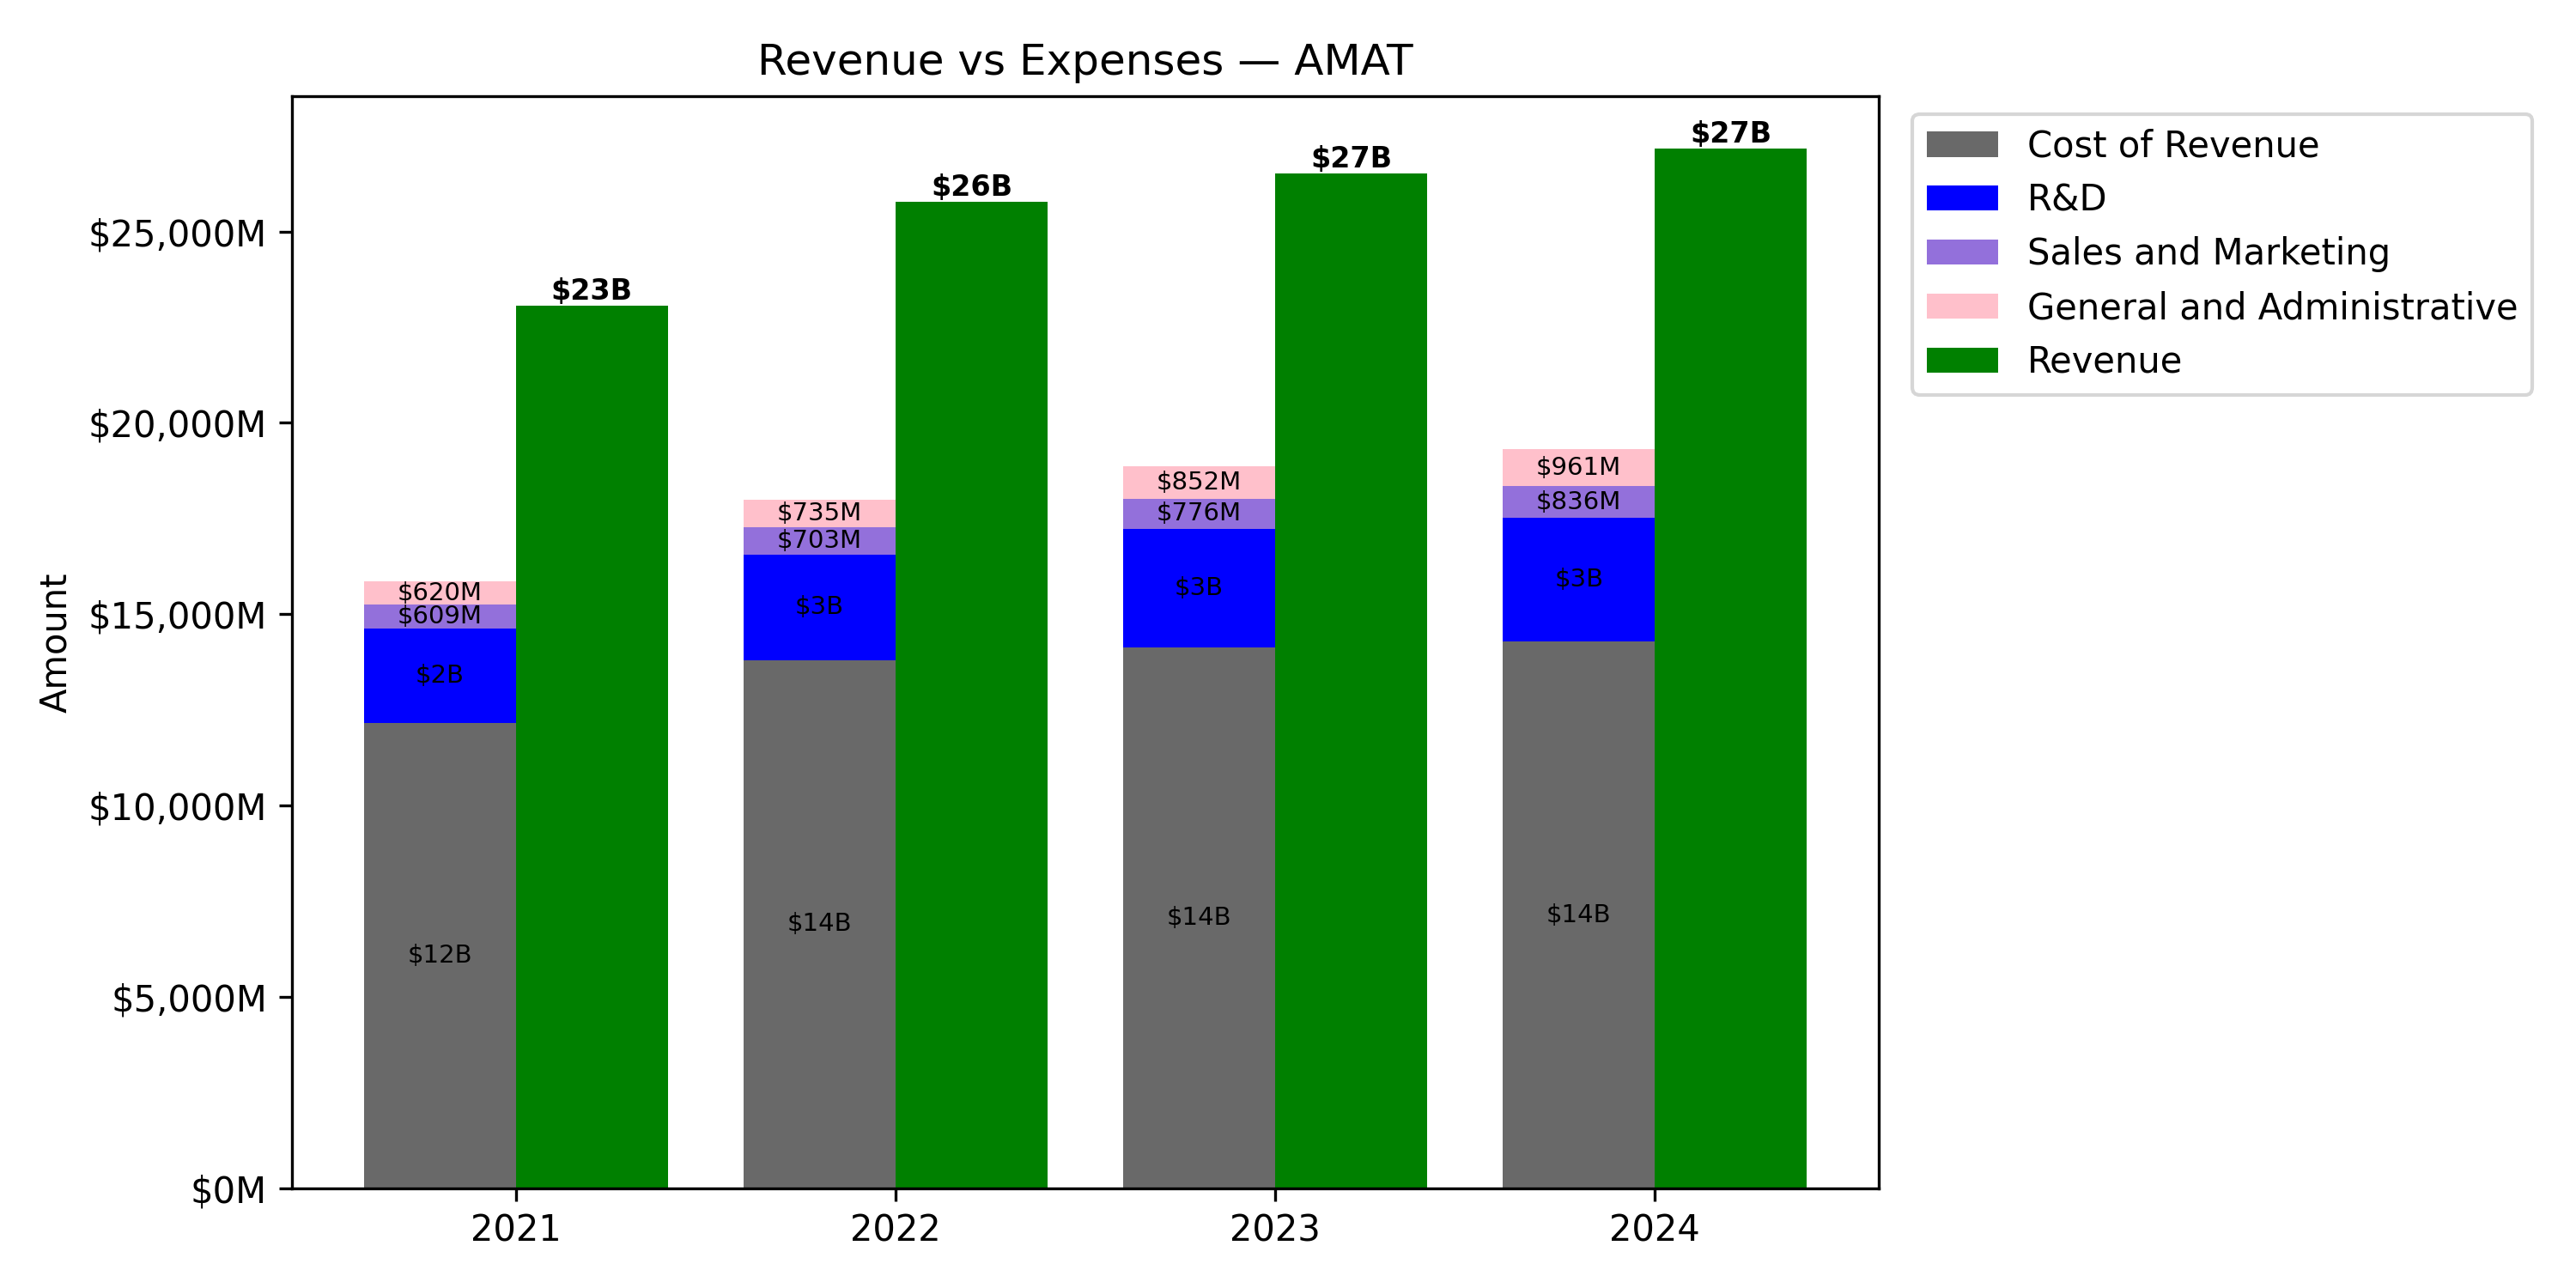 Revenue vs Expenses — AMAT
Amount
$25,000M
$20,000M
$15,000M
$10,000M
$5,000M
$0M
$23B
$620M
$609M
$2B
$12B
$26B
$735M
$703M
$3B
$14B
$27B
$852M
$776M
$3B
$14B
$27B
$961M
$836M
$3B
$14B
2021
2022
2023
2024
Cost of Revenue
R&D
Sales and Marketing
General and Administrative
Revenue